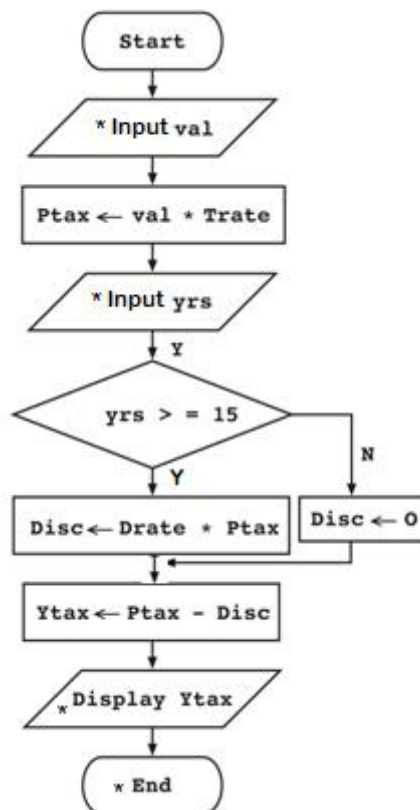 Start
* Input val
Ptax ← val * Trate
* Input yrs
Y
yrs > = 15
N
Y
Disc ← Drate * Ptax
Disc ← O
Ytax ← Ptax - Disc
* Display Ytax
* End